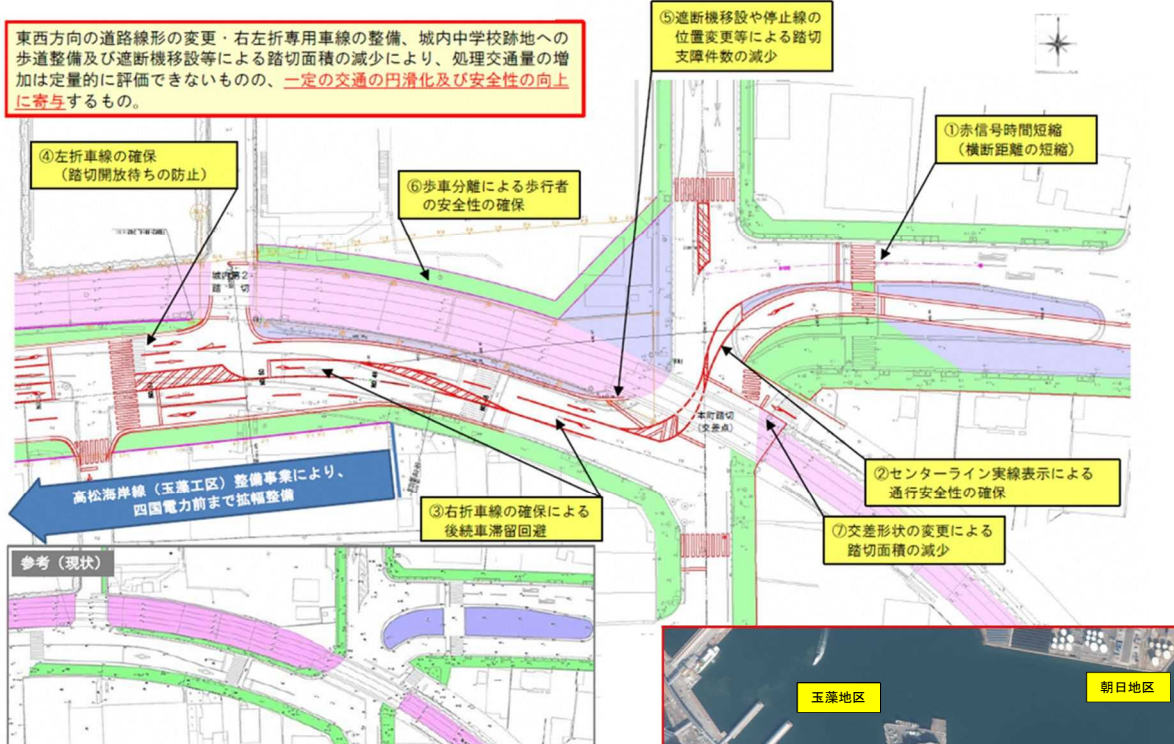 東西方向の道路線形の変更・右左折専用車線の整備、城内中学校跡地への
歩道整備及び遮断機移設等による踏切面積の減少により、処理交通量の増
加は定量的に評価できないものの、一定の交通の円滑化及び安全性の向上
に寄与するもの。
⑤遮断機移設や停止線の
位置変更等による踏切
支障件数の減少
①赤信号時間短縮
(横断距離の短縮)
④左折車線の確保
(踏切開放待ちの防止)
⑥歩車分離による歩行者
の安全性の確保
城内第2
踏 切
本町踏切
(交差点)
②センターライン実線表示による
通行安全性の確保
高松海岸線(玉藻工区)整備事業により、
四国電力前まで拡幅整備
③右折車線の確保による
後続車滞留回避
⑦交差形状の変更による
踏切面積の減少
参考(現状)
玉藻地区
朝日地区